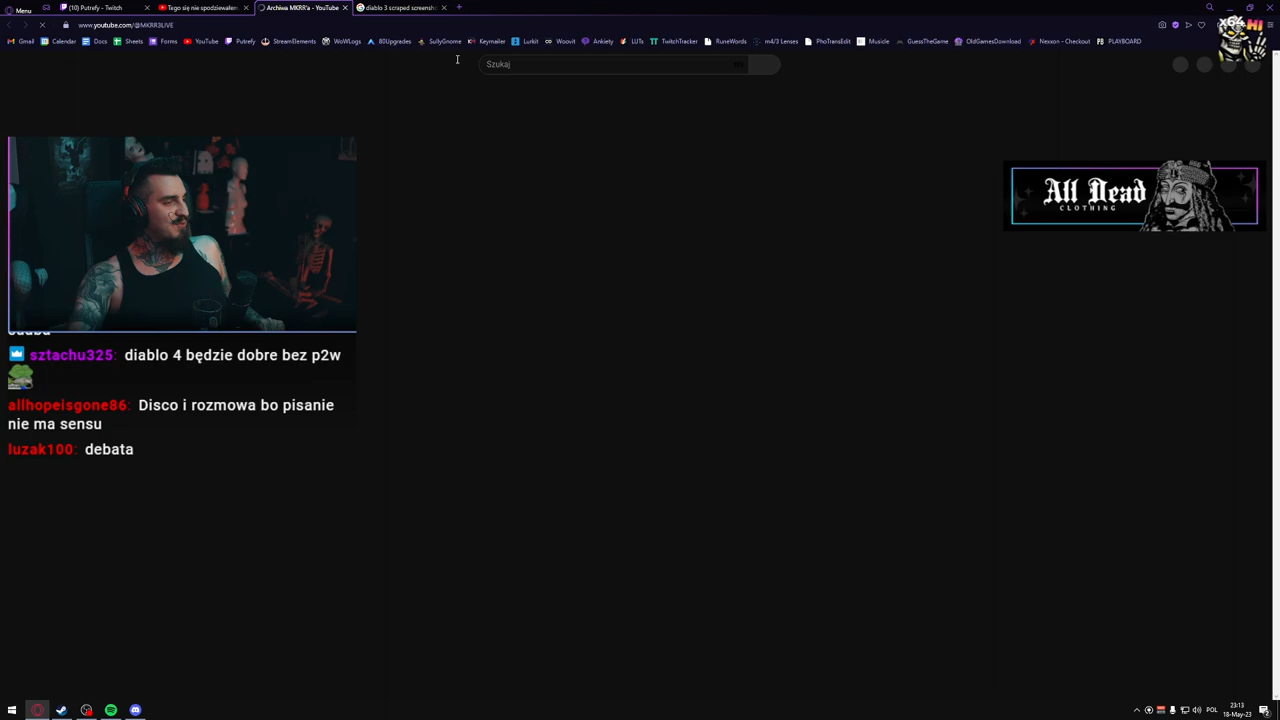 Menu
(10) Putrefy - Twitch
Tego się nie spodziewałem
Archiwa MKRR'a - YouTube
diablo 3 scraped screensho
www.youtube.com/@MKRR3LIVE
Gmail
Calendar
Docs
Sheets
Forms
YouTube
Putrefy
StreamElements
WoWLogs
80Upgrades
SullyGnome
Keymailer
Lurkit
Woovit
Ankiety
LUTs
TwitchTracker
RuneWords
m4/3 Lenses
PhoTransEdit
Musicle
GuessTheGame
OldGamesDownload
Nexxon - Checkout
PLAYBOARD
HI
Szukaj
All Dead
CLOTHING
sztachu325: diablo 4 będzie dobre bez p2w
allhopeisgone86: Disco i rozmowa bo pisanie
nie ma sensu
luzak100: debata
POL
23:13
18-May-23